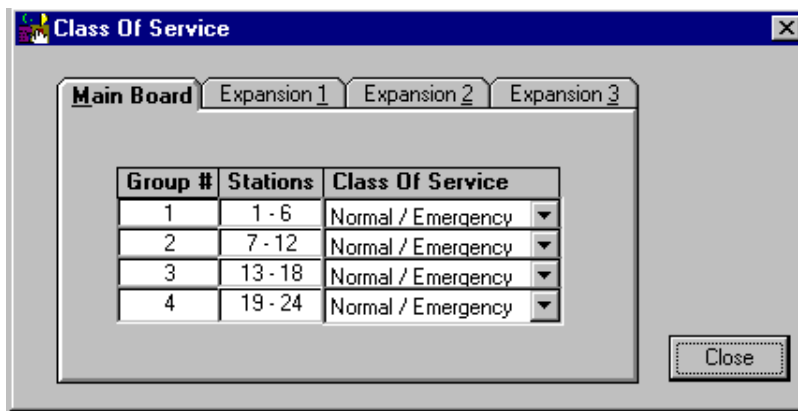 Class Of Service
Main Board Expansion 1 Expansion 2 Expansion 3
Group # Stations Class Of Service
1 1 - 6 Normal / Emergency
2 7 - 12 Normal / Emergency
3 13 - 18 Normal / Emergency
4 19 - 24 Normal / Emergency
Close